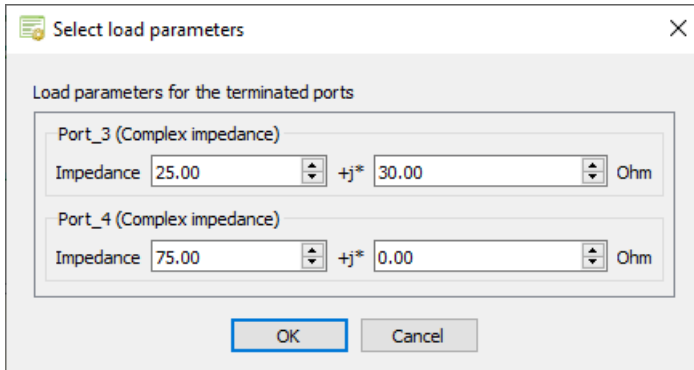 Select load parameters
Load parameters for the terminated ports
Port_3 (Complex impedance)
Impedance 25.00 +j* 30.00 Ohm
Port_4 (Complex impedance)
Impedance 75.00 +j* 0.00 Ohm
OK Cancel